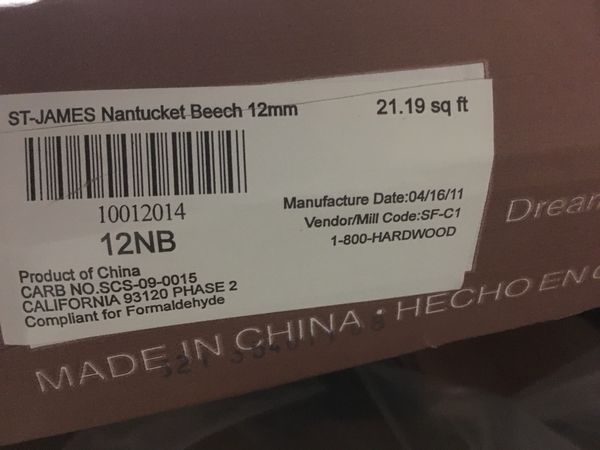 ST-JAMES Nantucket Beech 12mm 21.19 sq ft
10012014
12NB
Manufacture Date:04/16/11
Vendor/Mill Code:SF-C1
1-800-HARDWOOD
Product of China
CARB NO.SCS-09-0015
CALIFORNIA 93120 PHASE 2
Compliant for Formaldehyde
MADE IN CHINA • HECHO EN